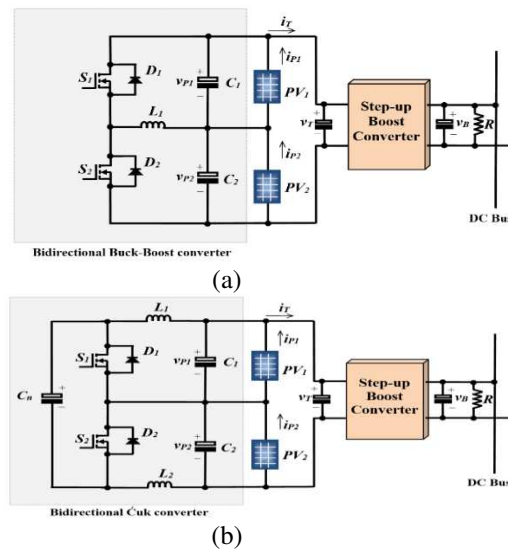 i_T
S_1
D_1
v_P1
+
−
C_1
i_P1
PV_1
L_1
S_2
D_2
v_P2
+
−
C_2
i_P2
PV_2
v_T
+
−
Step-up
Boost
Converter
+
−
v_B
R
DC Bus
Bidirectional Buck-Boost converter
(a)
L_1
i_T
S_1
D_1
v_P1
+
−
C_1
i_P1
PV_1
C_n
+
−
S_2
D_2
v_P2
+
−
C_2
i_P2
PV_2
L_2
v_T
+
−
Step-up
Boost
Converter
+
−
v_B
R
DC Bus
Bidirectional Ćuk converter
(b)